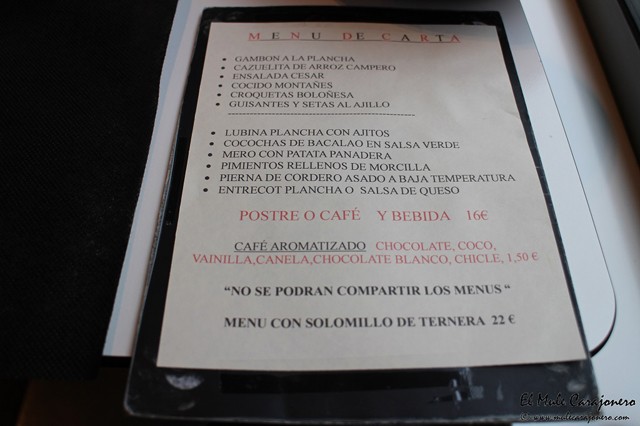 MENU DE CARTA
• GAMBON A LA PLANCHA
• CAZUELITA DE ARROZ CAMPERO
• ENSALADA CESAR
• COCIDO MONTAÑES
• CROQUETAS BOLOÑESA
• GUISANTES Y SETAS AL AJILLO
--------------------------------------------------
• LUBINA PLANCHA CON AJITOS
• COCOCHAS DE BACALAO EN SALSA VERDE
• MERO CON PATATA PANADERA
• PIMIENTOS RELLENOS DE MORCILLA
• PIERNA DE CORDERO ASADO A BAJA TEMPERATURA
• ENTRECOT PLANCHA O SALSA DE QUESO
POSTRE O CAFÉ Y BEBIDA 16€
CAFÉ AROMATIZADO CHOCOLATE, COCO,
VAINILLA,CANELA,CHOCOLATE BLANCO, CHICLE, 1,50 €
“NO SE PODRAN COMPARTIR LOS MENUS “
MENU CON SOLOMILLO DE TERNERA 22 €
El Mule Carajonero
(C) www.mulecarajonero.com